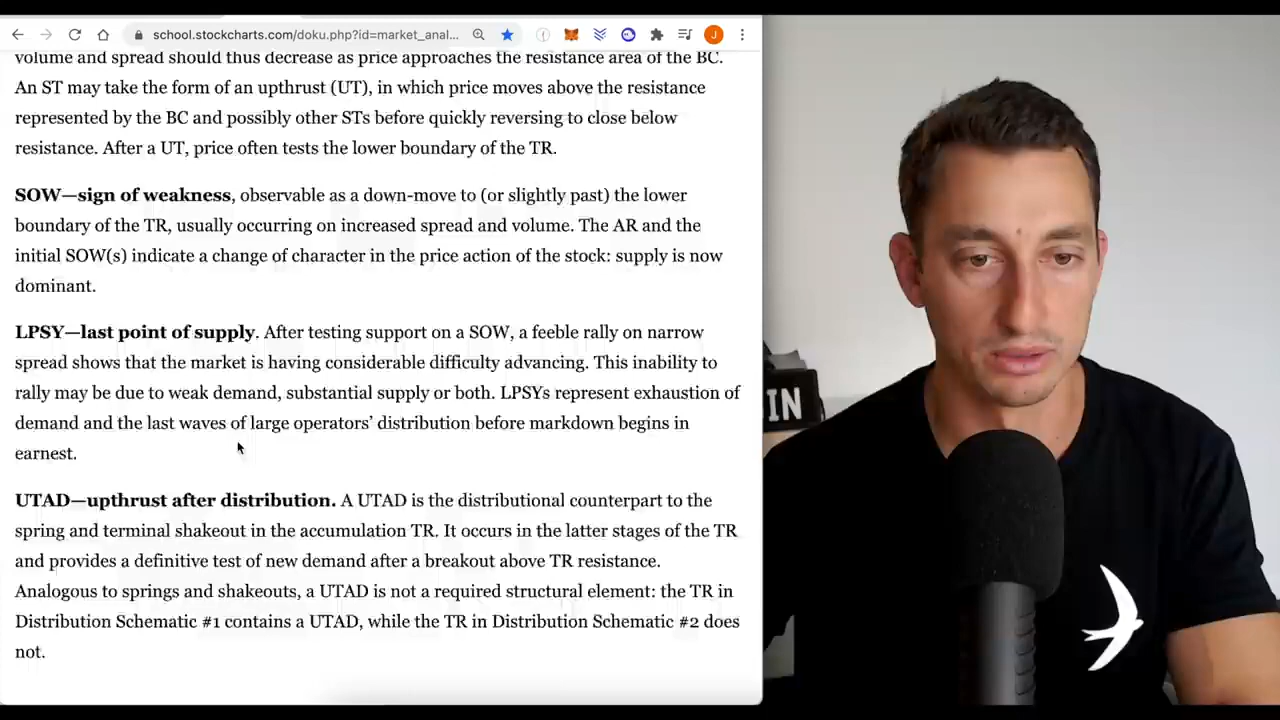 school.stockcharts.com/doku.php?id=market_anal...
J
volume and spread should thus decrease as price approaches the resistance area of the BC.
An ST may take the form of an upthrust (UT), in which price moves above the resistance
represented by the BC and possibly other STs before quickly reversing to close below
resistance. After a UT, price often tests the lower boundary of the TR.
SOW—sign of weakness, observable as a down-move to (or slightly past) the lower
boundary of the TR, usually occurring on increased spread and volume. The AR and the
initial SOW(s) indicate a change of character in the price action of the stock: supply is now
dominant.
LPSY—last point of supply. After testing support on a SOW, a feeble rally on narrow
spread shows that the market is having considerable difficulty advancing. This inability to
rally may be due to weak demand, substantial supply or both. LPSYs represent exhaustion of
demand and the last waves of large operators’ distribution before markdown begins in
earnest.
UTAD—upthrust after distribution. A UTAD is the distributional counterpart to the
spring and terminal shakeout in the accumulation TR. It occurs in the latter stages of the TR
and provides a definitive test of new demand after a breakout above TR resistance.
Analogous to springs and shakeouts, a UTAD is not a required structural element: the TR in
Distribution Schematic #1 contains a UTAD, while the TR in Distribution Schematic #2 does
not.
IN